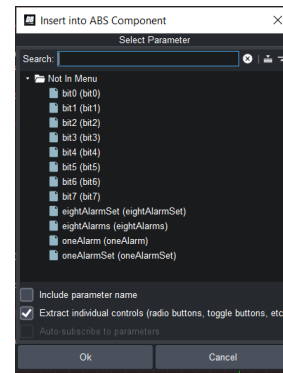 Insert into ABS Component
Select Parameter
Search:
Not In Menu
bit0 (bit0)
bit1 (bit1)
bit2 (bit2)
bit3 (bit3)
bit4 (bit4)
bit5 (bit5)
bit6 (bit6)
bit7 (bit7)
eightAlarmSet (eightAlarmSet)
eightAlarms (eightAlarms)
oneAlarm (oneAlarm)
oneAlarmSet (oneAlarmSet)
Include parameter name
Extract individual controls (radio buttons, toggle buttons, etc
Auto-subscribe to parameters
Ok Cancel